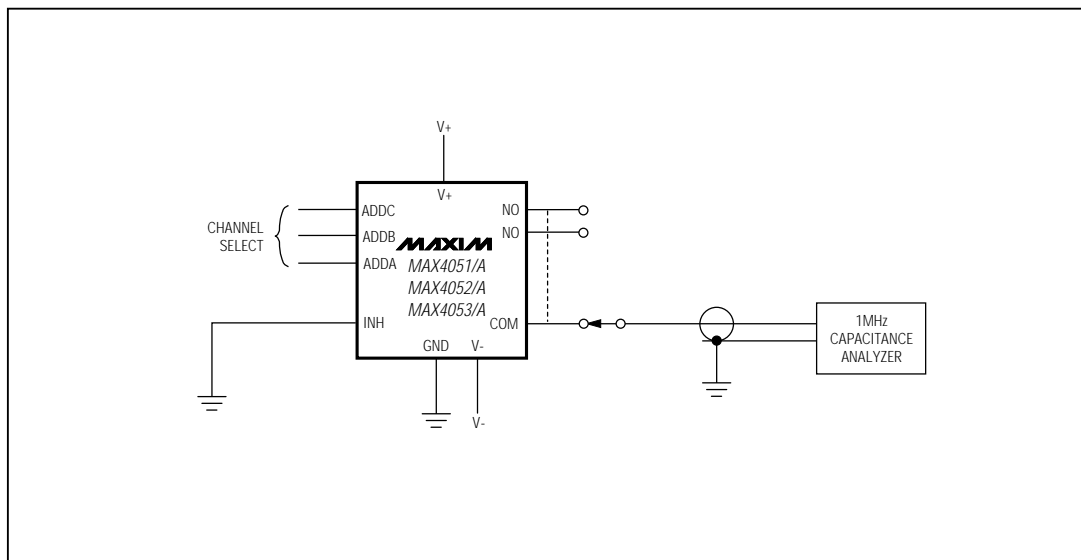 V+
V+
ADDC
NO
CHANNEL
SELECT
ADDB
NO
MAXIM
ADDA
MAX4051/A
MAX4052/A
MAX4053/A
INH
COM
1MHz
CAPACITANCE
ANALYZER
GND
V-
V-